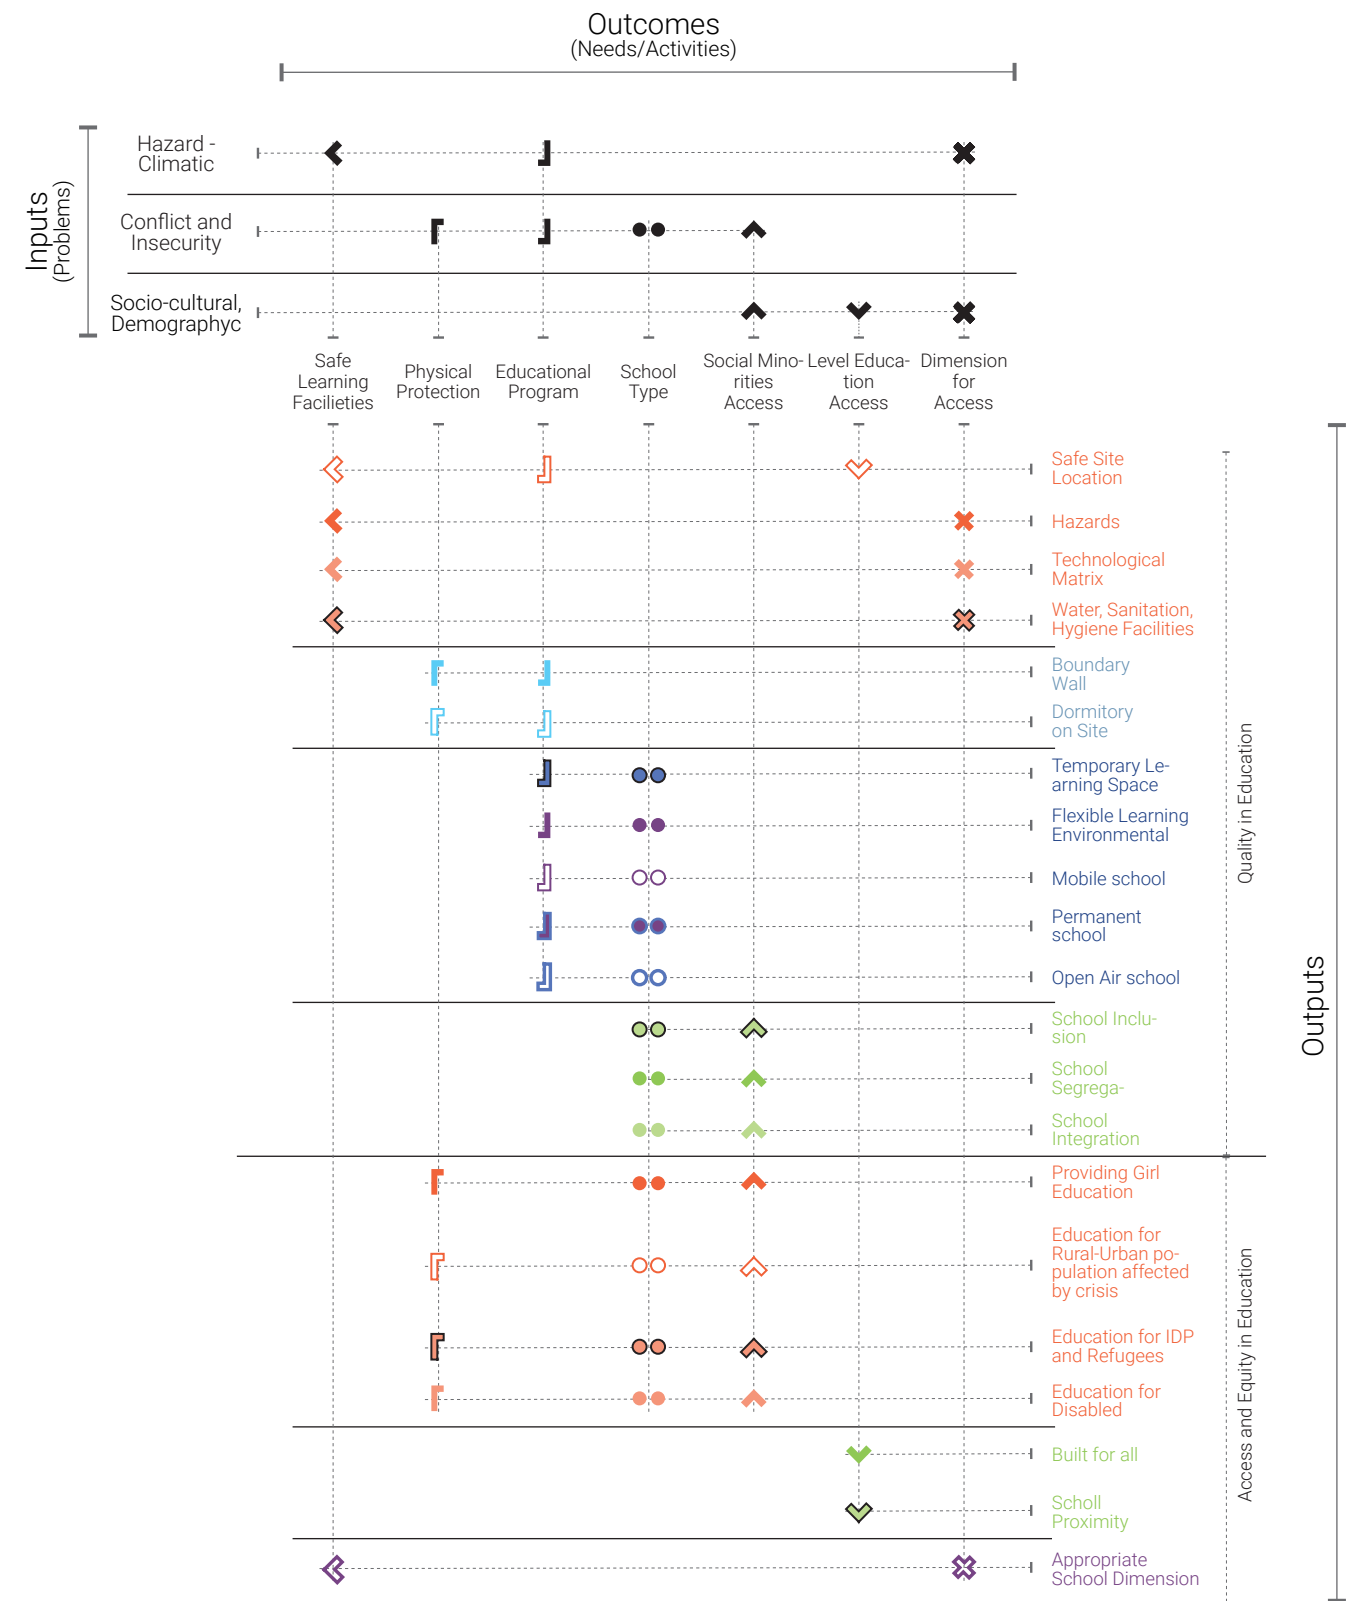 Outcomes
(Needs/Activities)
Inputs
(Problems)
Hazard -
Climatic
Conflict and
Insecurity
Socio-cultural,
Demographyc
Safe
Learning
Facilieties
Physical
Protection
Educational
Program
School
Type
Social Mino-
rities
Access
Level Educa-
tion
Access
Dimension
for
Access
Outputs
Quality in Education
Safe Site
Location
Hazards
Technological
Matrix
Water, Sanitation,
Hygiene Facilities
Boundary
Wall
Dormitory
on Site
Temporary Le-
arning Space
Flexible Learning
Environmental
Mobile school
Permanent
school
Open Air school
School Inclu-
sion
School
Segrega-
School
Integration
Access and Equity in Education
Providing Girl
Education
Education for
Rural-Urban po-
pulation affected
by crisis
Education for IDP
and Refugees
Education for
Disabled
Built for all
Scholl
Proximity
Appropriate
School Dimension